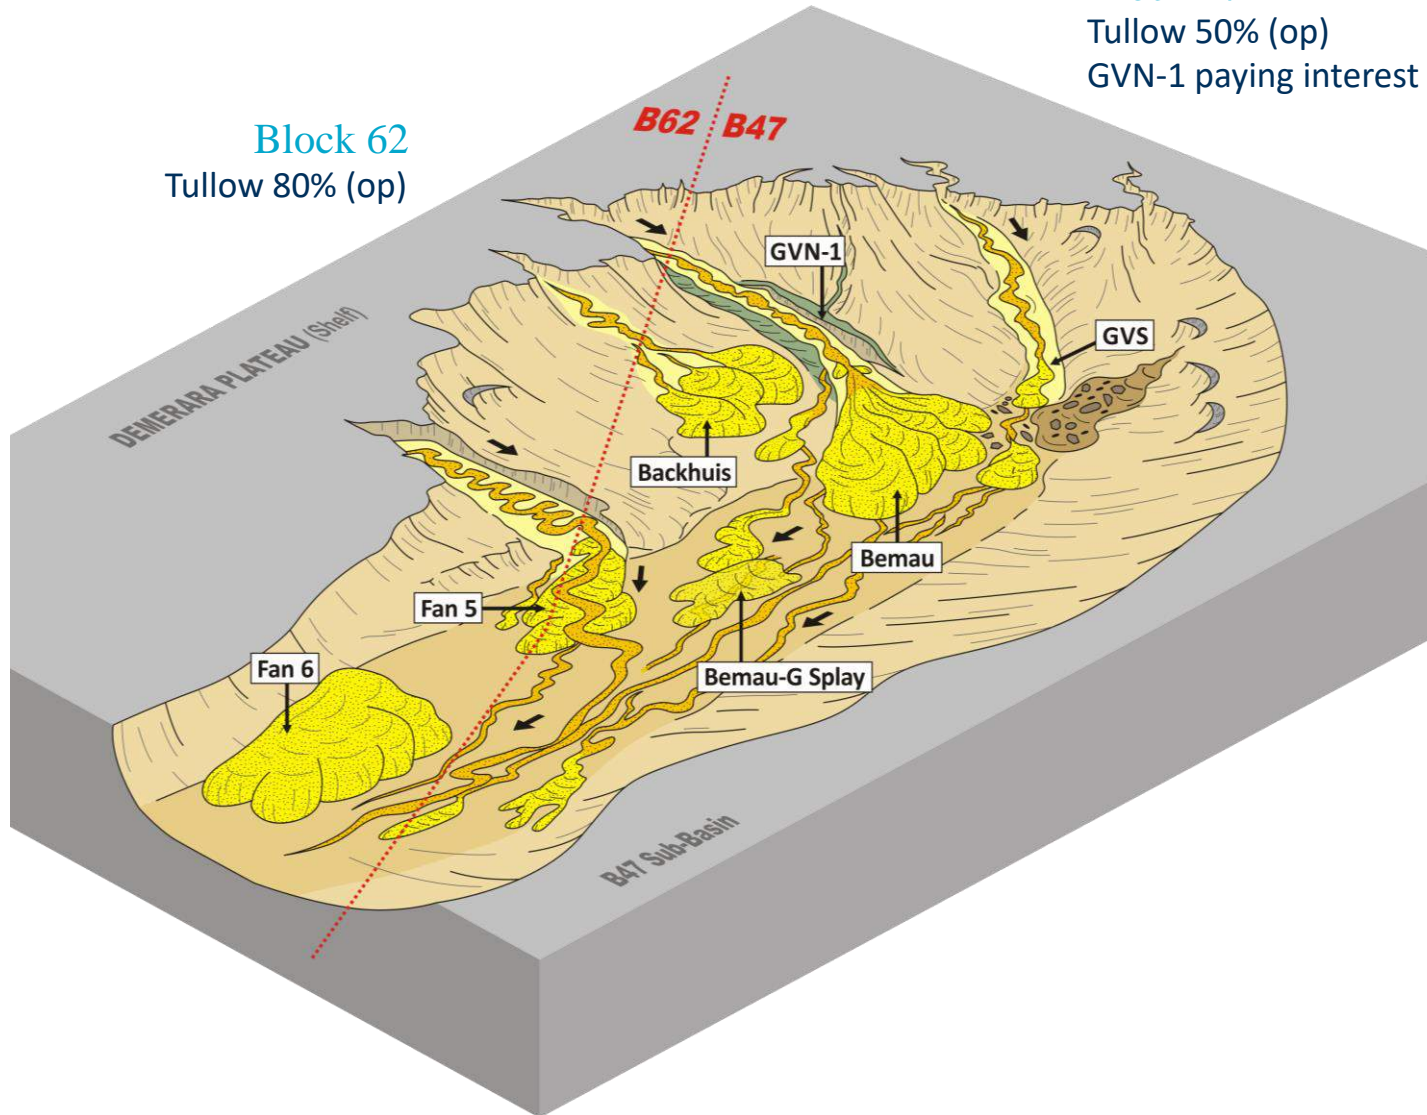 Tullow 50% (op)
GVN-1 paying interest
Block 62
Tullow 80% (op)
B62
B47
GVN-1
GVS
DEMERARA PLATEAU (Shelf)
Backhuis
Bemau
Fan 5
Bemau-G Splay
Fan 6
B47 Sub-Basin